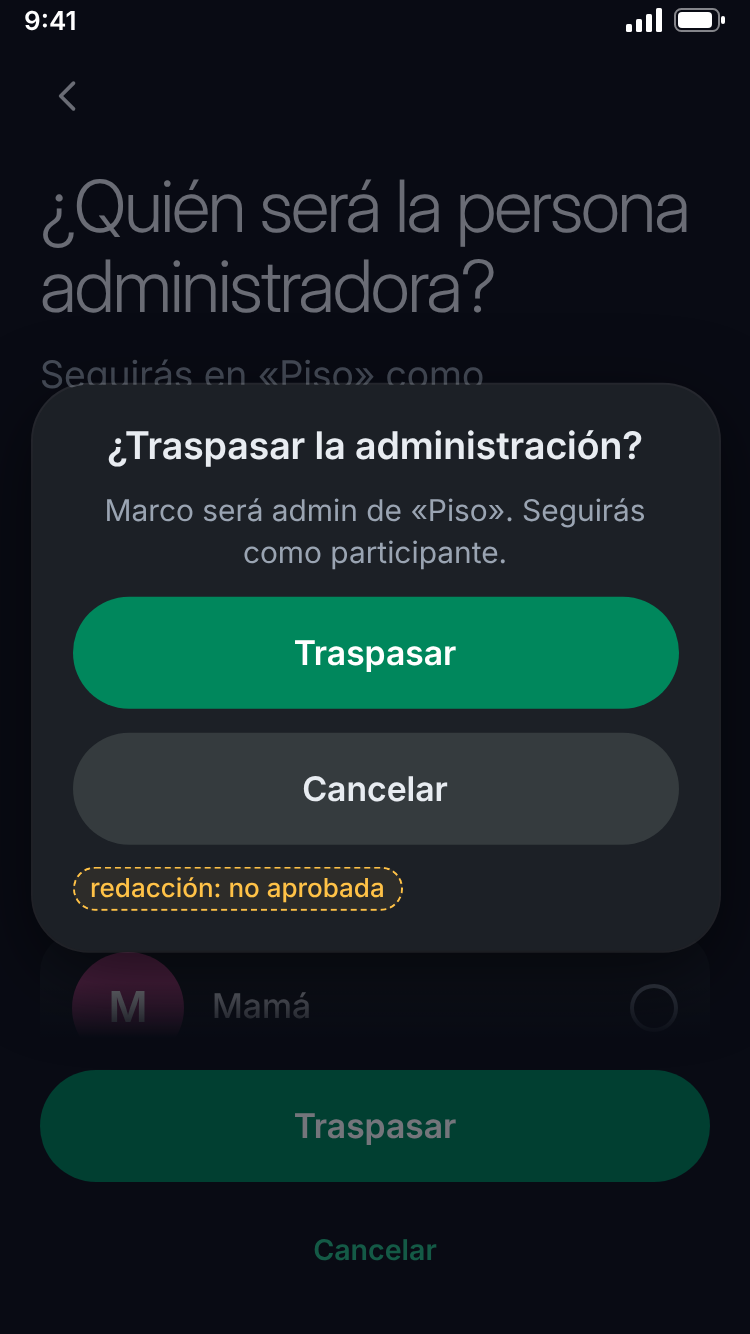 9:41
¿Quién será la persona
administradora?
Seguirás en «Piso» como
¿Traspasar la administración?
Marco será admin de «Piso». Seguirás
como participante.
Traspasar
Cancelar
redacción: no aprobada
M
Mamá
Traspasar
Cancelar